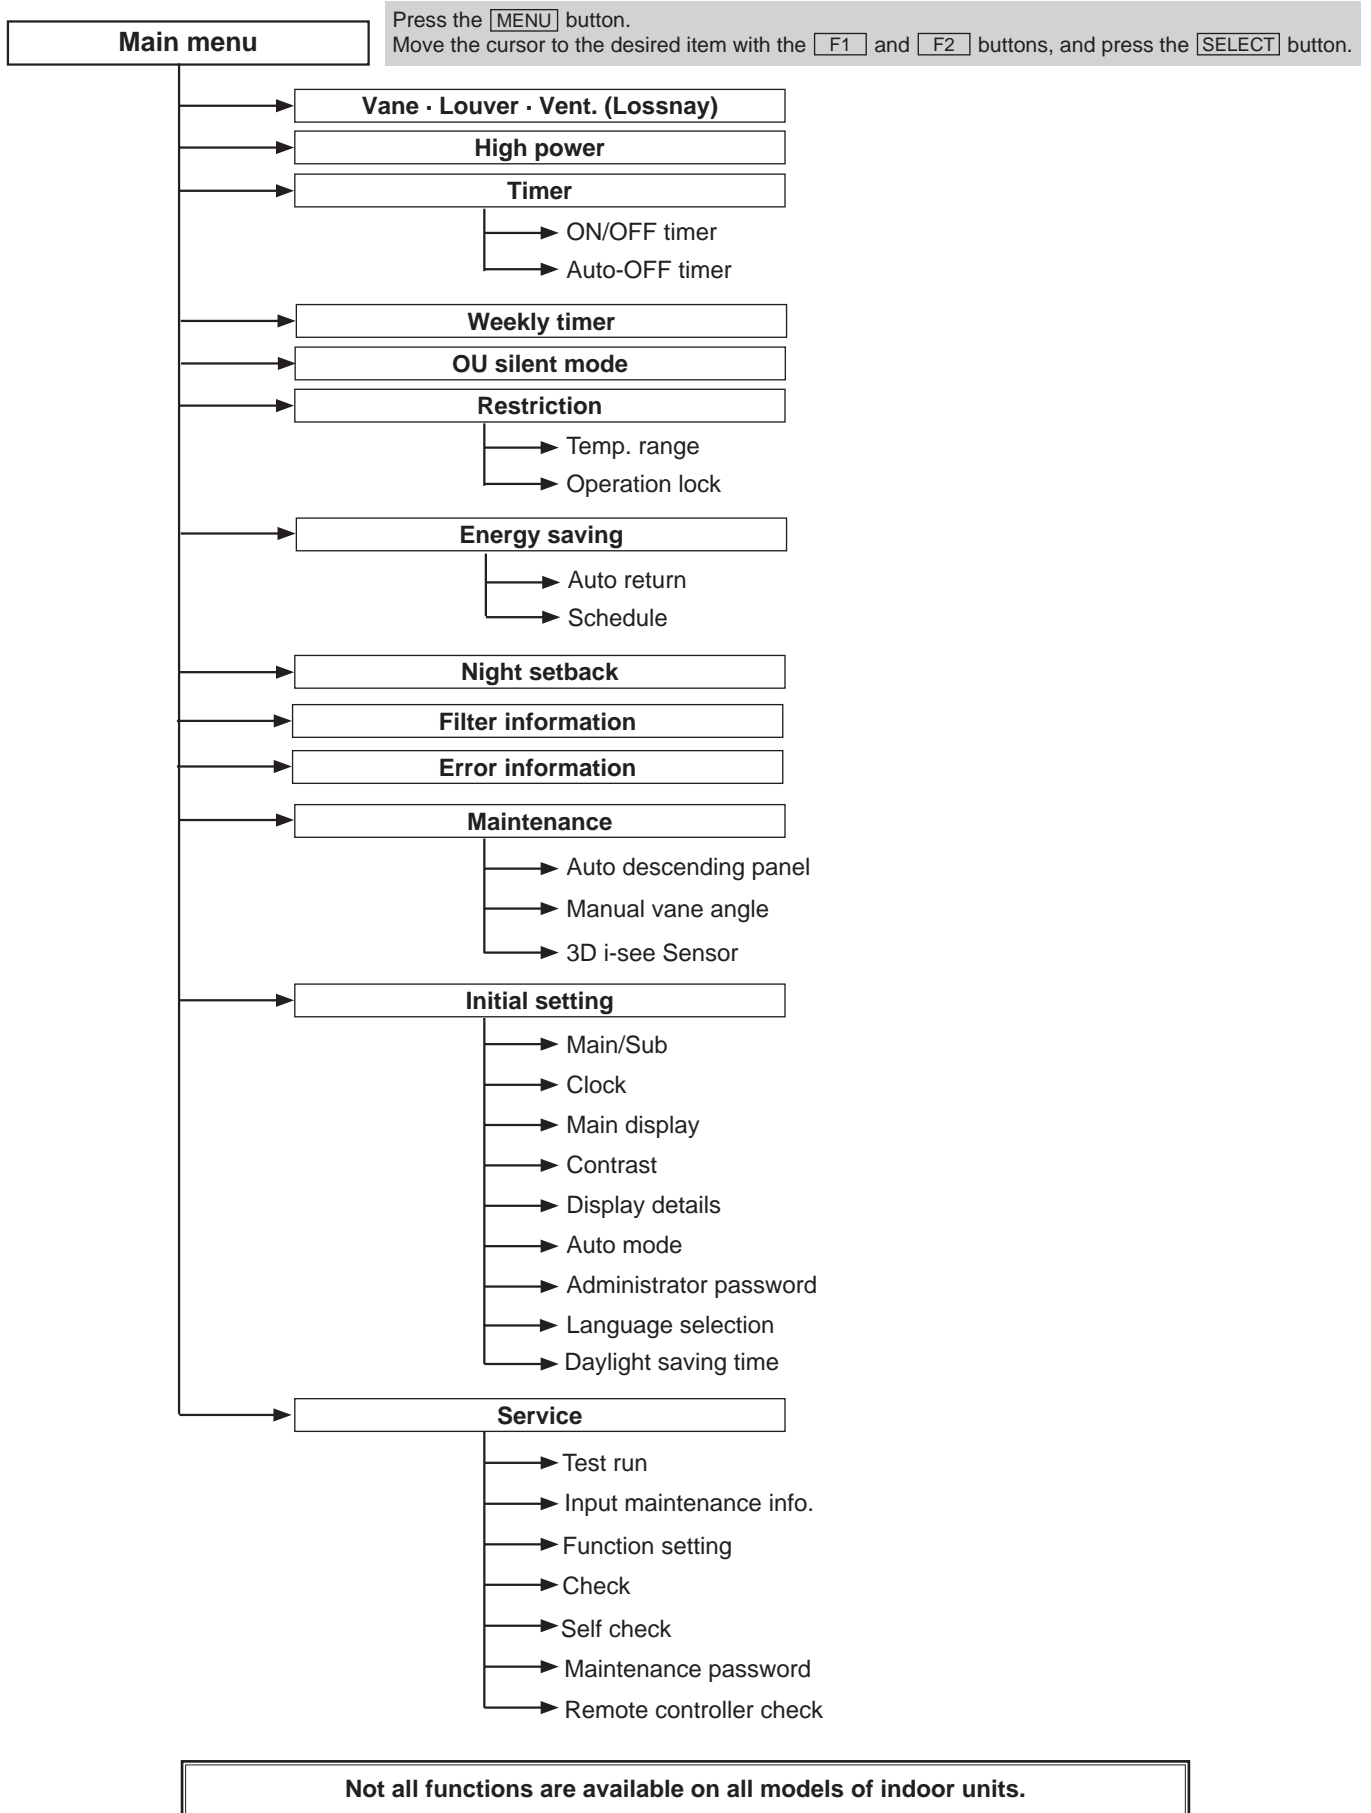 Main menu
Press the MENU button.
Move the cursor to the desired item with the F1 and F2 buttons, and press the SELECT button.
Vane · Louver · Vent. (Lossnay)
High power
Timer
ON/OFF timer
Auto-OFF timer
Weekly timer
OU silent mode
Restriction
Temp. range
Operation lock
Energy saving
Auto return
Schedule
Night setback
Filter information
Error information
Maintenance
Auto descending panel
Manual vane angle
3D i-see Sensor
Initial setting
Main/Sub
Clock
Main display
Contrast
Display details
Auto mode
Administrator password
Language selection
Daylight saving time
Service
Test run
Input maintenance info.
Function setting
Check
Self check
Maintenance password
Remote controller check
Not all functions are available on all models of indoor units.